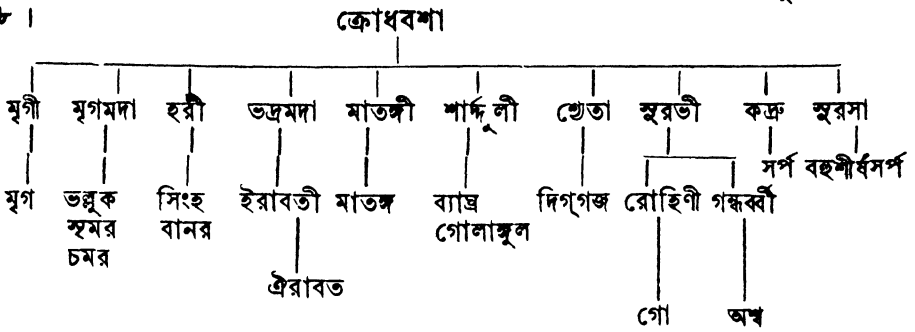 ৮ ।
ক্রোধবশা
মৃগী মৃগমদা হরী ভদ্রমদা মাতঙ্গী শার্দ্দূলী শ্বেতা সুরভী কদ্রু সুরসা
সর্প বহুশীর্ষসর্প
মৃগ ভল্লুক সিংহ ইরাবতী মাতঙ্গ ব্যাঘ্র দিগ্‌গজ রোহিণী গন্ধর্ব্বী
সৃমর বানর গোলাঙ্গুল
চমর
ঐরাবত
গো অশ্ব